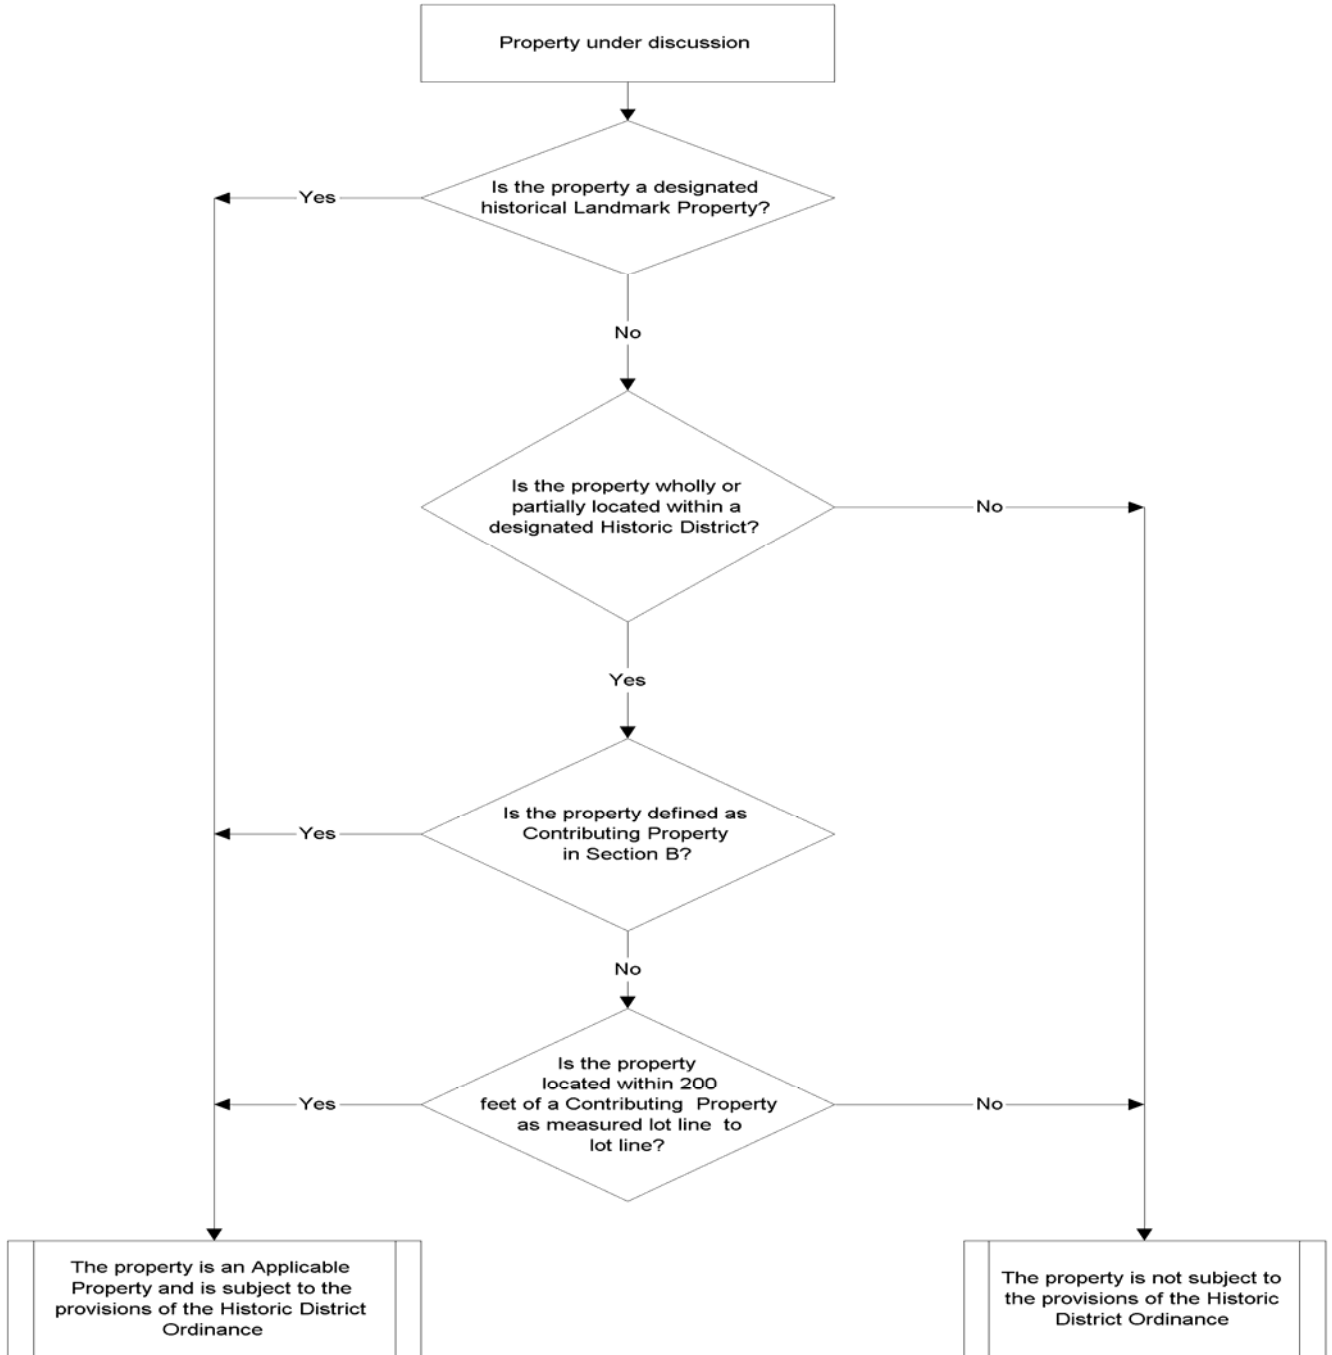 Property under discussion
Is the property a designated
historical Landmark Property?
Yes
No
Is the property wholly or
partially located within a
designated Historic District?
No
Yes
Is the property defined as
Contributing Property
in Section B?
Yes
No
Is the property
located within 200
feet of a Contributing Property
as measured lot line to
lot line?
Yes
No
The property is an Applicable
Property and is subject to the
provisions of the Historic District
Ordinance
The property is not subject to
the provisions of the Historic
District Ordinance